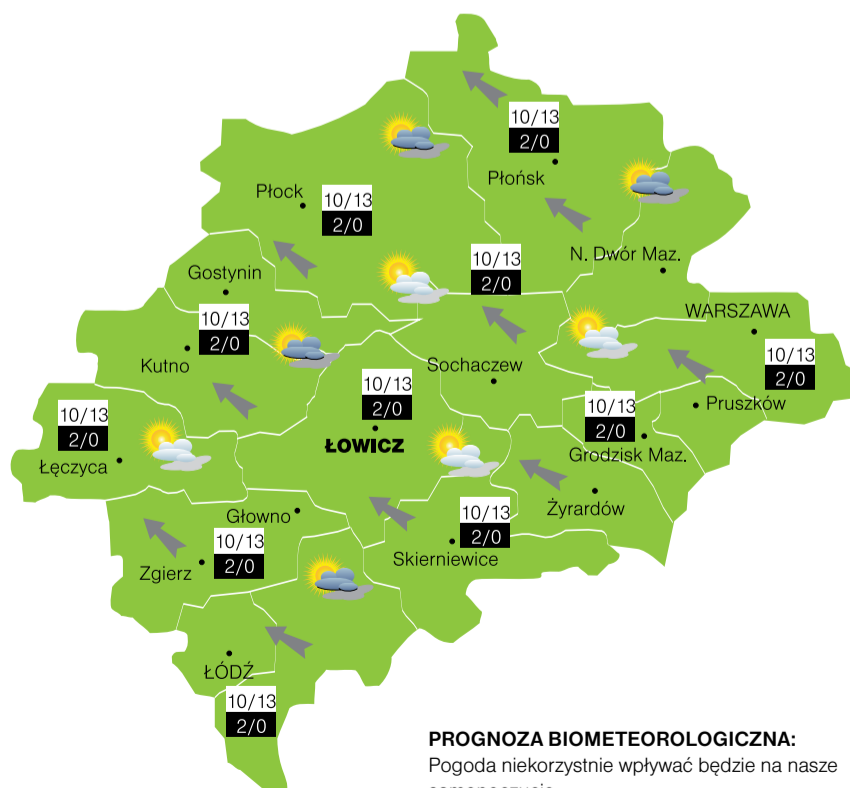 10/13
2/0
Płońsk
Płock
10/13
2/0
N. Dwór Maz.
10/13
2/0
Gostynin
10/13
2/0
Kutno
WARSZAWA
10/13
2/0
Sochaczew
Pruszków
10/13
2/0
ŁOWICZ
10/13
2/0
Grodzisk Maz.
10/13
2/0
Łęczyca
Żyrardów
Głowno
10/13
2/0
Skierniewice
10/13
2/0
Zgierz
ŁÓDŹ
10/13
2/0
PROGNOZA BIOMETEOROLOGICZNA:
Pogoda niekorzystnie wpływać będzie na nasze